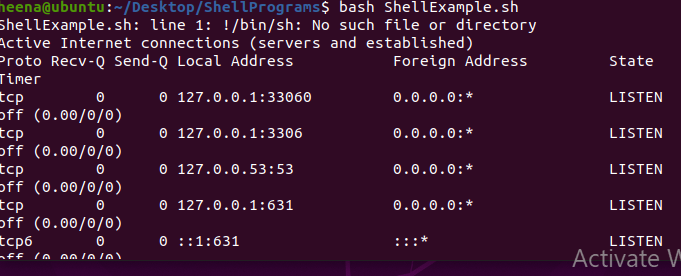 heena@ubuntu:~/Desktop/ShellPrograms$ bash ShellExample.sh
ShellExample.sh: line 1: !/bin/sh: No such file or directory
Active Internet connections (servers and established)
Proto Recv-Q Send-Q Local Address           Foreign Address         State
Timer
tcp        0      0 127.0.0.1:33060         0.0.0.0:*               LISTEN
off (0.00/0/0)
tcp        0      0 127.0.0.1:3306          0.0.0.0:*               LISTEN
off (0.00/0/0)
tcp        0      0 127.0.0.53:53           0.0.0.0:*               LISTEN
off (0.00/0/0)
tcp        0      0 127.0.0.1:631           0.0.0.0:*               LISTEN
off (0.00/0/0)
tcp6       0      0 ::1:631                 :::*                    LISTEN
off (0.00/0/0)
Activate W